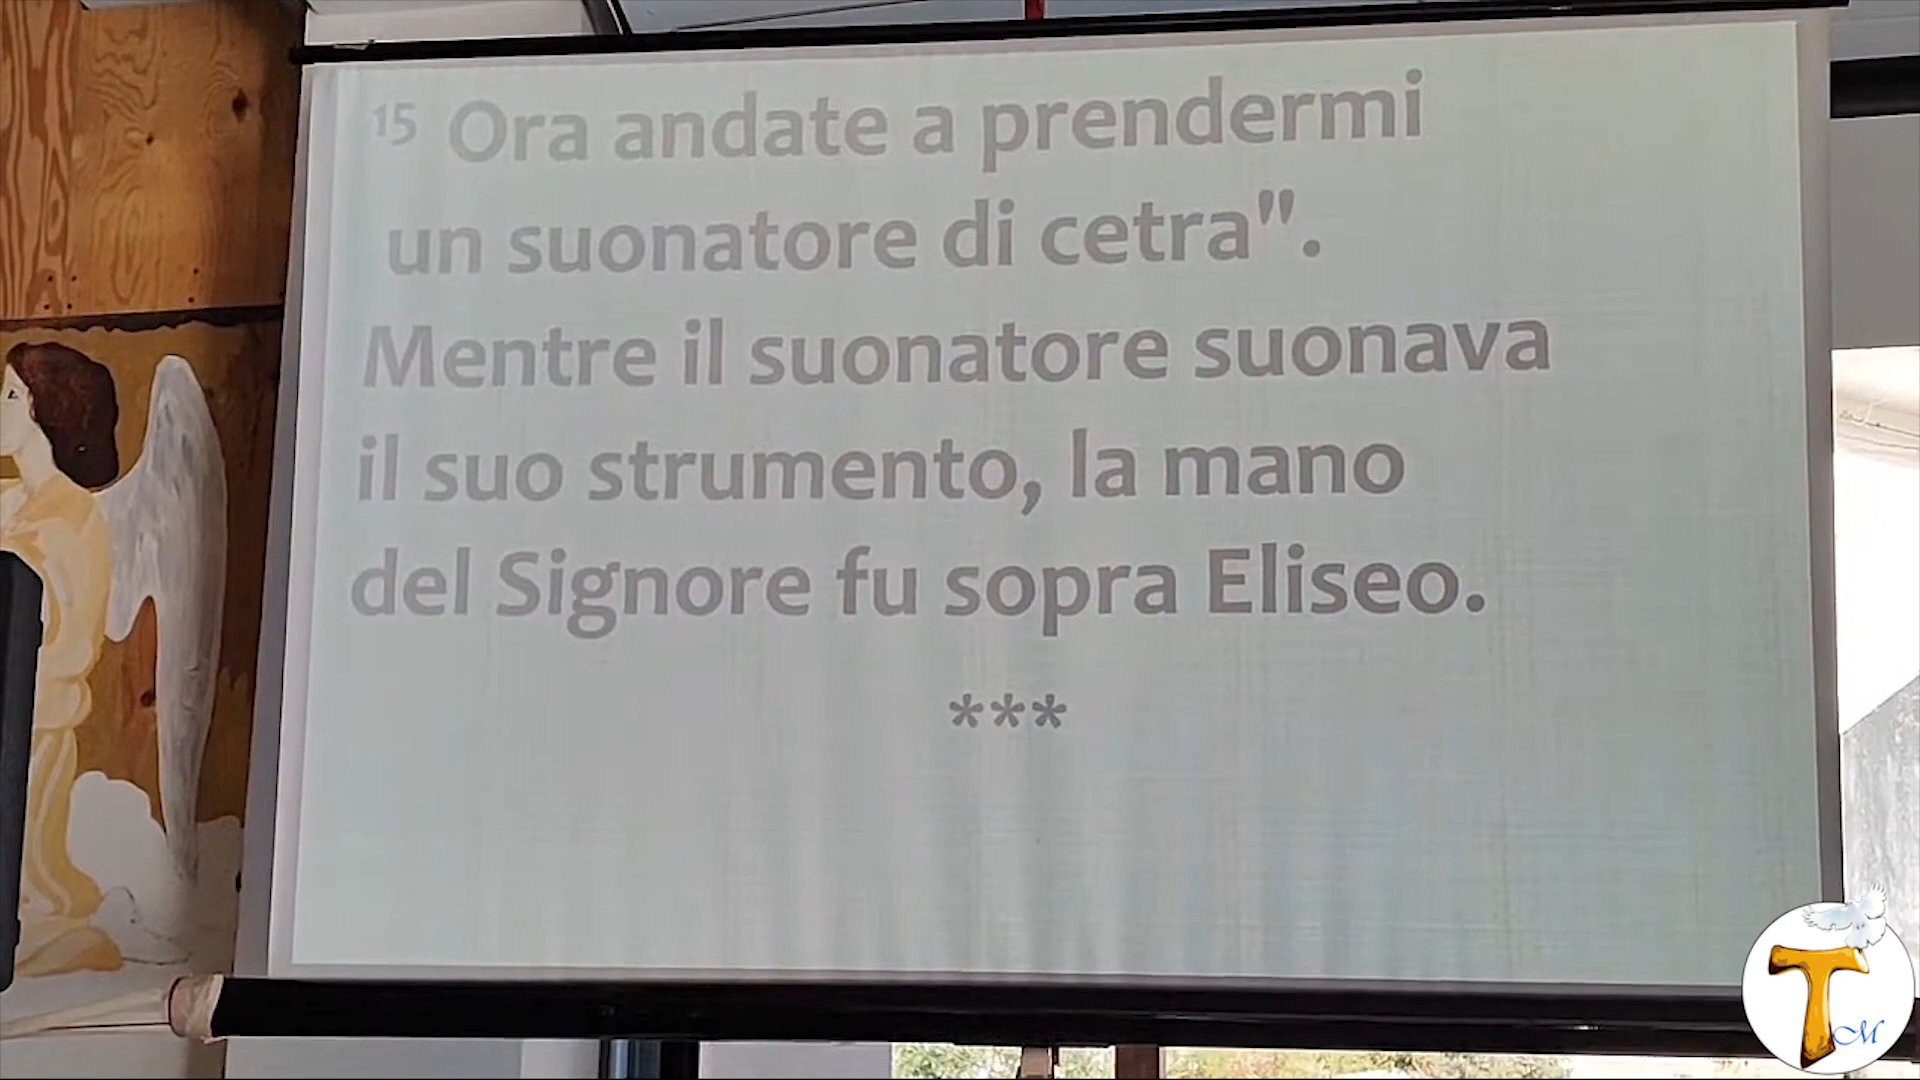 15 Ora andate a prendermi
un suonatore di cetra".
Mentre il suonatore suonava
il suo strumento, la mano
del Signore fu sopra Eliseo.
***
T
M